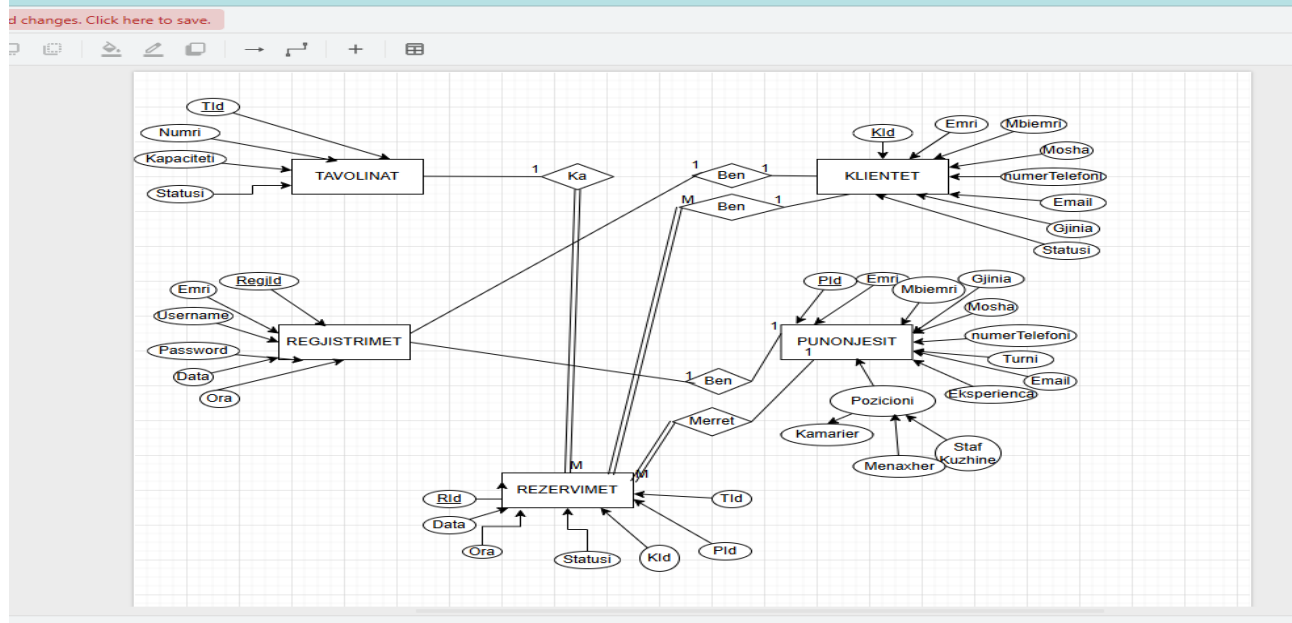 d changes. Click here to save.
TId
Numri
Kapaciteti
Statusi
TAVOLINAT
1
Ka
1
Ben
1
M
Ben
1
KLIENTET
KId
Emri
Mbiemri
Mosha
numerTelefoni
Email
Gjinia
Statusi
RegjId
Emri
Username
Password
Data
Ora
REGJISTRIMET
1
Ben
1
1
Merret
M
M
PUNONJESIT
PId
Emri
Mbiemri
Gjinia
Mosha
numerTelefoni
Turni
Email
Eksperienca
Pozicioni
Kamarier
Menaxher
Staf
Kuzhine
REZERVIMET
RId
Data
Ora
Statusi
KId
PId
TId